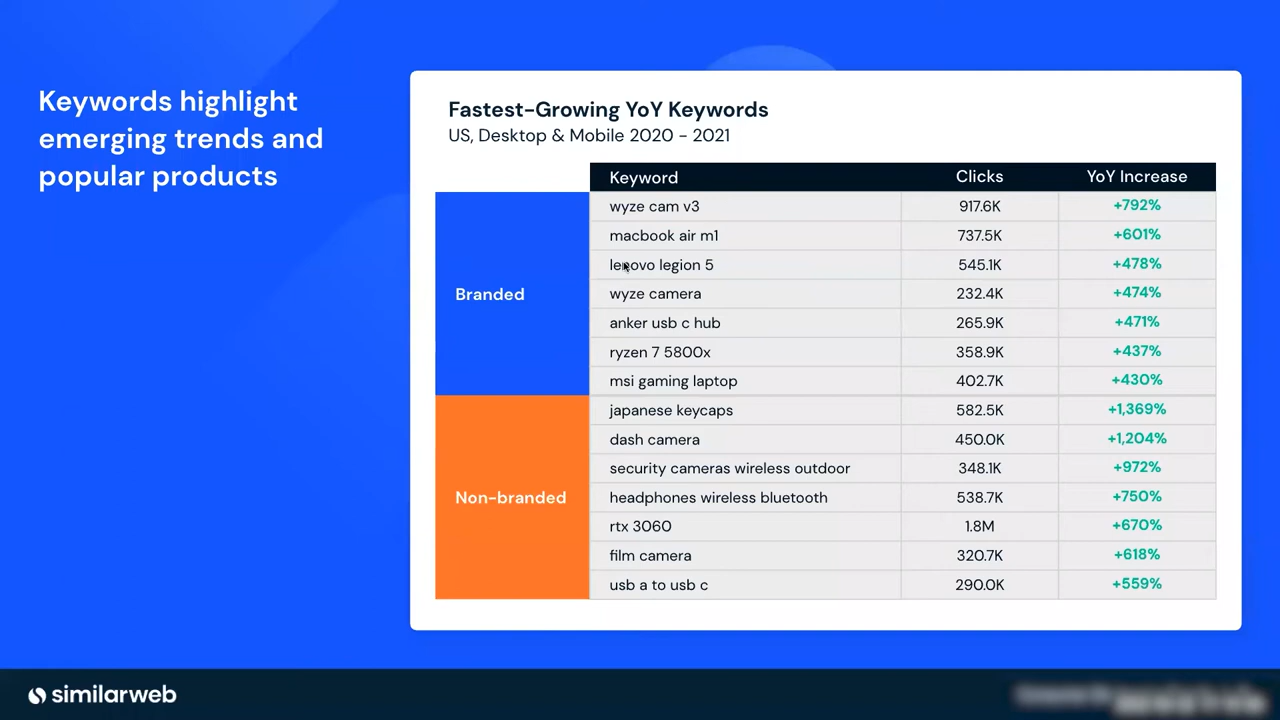 Keywords highlight
emerging trends and
popular products
Fastest-Growing YoY Keywords
US, Desktop & Mobile 2020 - 2021
Keyword Clicks YoY Increase
Branded
wyze cam v3 917.6K +792%
macbook air m1 737.5K +601%
lenovo legion 5 545.1K +478%
wyze camera 232.4K +474%
anker usb c hub 265.9K +471%
ryzen 7 5800x 358.9K +437%
msi gaming laptop 402.7K +430%
Non-branded
japanese keycaps 582.5K +1,369%
dash camera 450.0K +1,204%
security cameras wireless outdoor 348.1K +972%
headphones wireless bluetooth 538.7K +750%
rtx 3060 1.8M +670%
film camera 320.7K +618%
usb a to usb c 290.0K +559%
similarweb